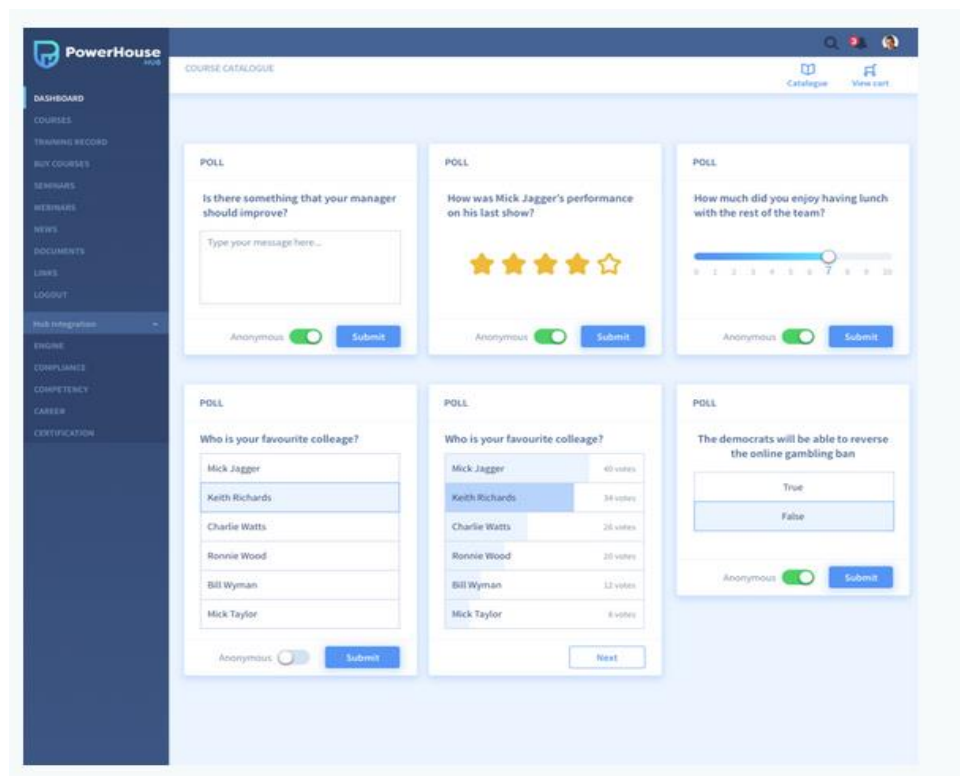 PowerHouse
HUB
3
COURSE CATALOGUE
Catalogue
View cart
DASHBOARD
COURSES
TRAINING RECORD
BUY COURSES
SEMINARS
WEBINARS
NEWS
DOCUMENTS
LINKS
LOGOUT
Hub Integration
ENGINE
COMPLIANCE
COMPETENCY
CAREER
CERTIFICATION
POLL
Is there something that your manager
should improve?
Type your message here...
Anonymous
Submit
POLL
How was Mick Jagger's performance
on his last show?
Anonymous
Submit
POLL
How much did you enjoy having lunch
with the rest of the team?
7
10
Anonymous
Submit
POLL
Who is your favourite colleage?
Mick Jagger
Keith Richards
Charlie Watts
Ronnie Wood
Bill Wyman
Mick Taylor
Anonymous
Submit
POLL
Who is your favourite colleage?
Mick Jagger 40 votes
Keith Richards 34 votes
Charlie Watts 26 votes
Ronnie Wood 20 votes
Bill Wyman 12 votes
Mick Taylor 8 votes
Next
POLL
The democrats will be able to reverse
the online gambling ban
True
False
Anonymous
Submit